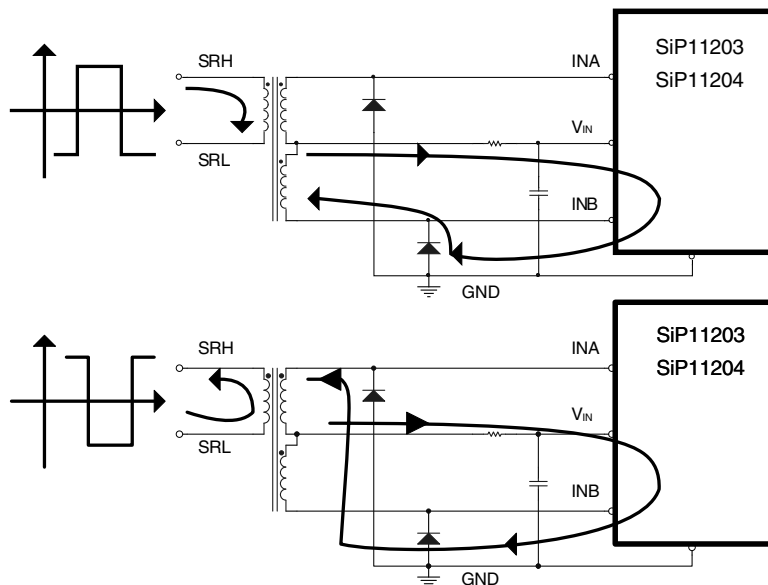 SRH
INA
SiP11203
SiP11204
VIN
SRL
INB
GND
SRH
INA
SiP11203
SiP11204
VIN
SRL
INB
GND